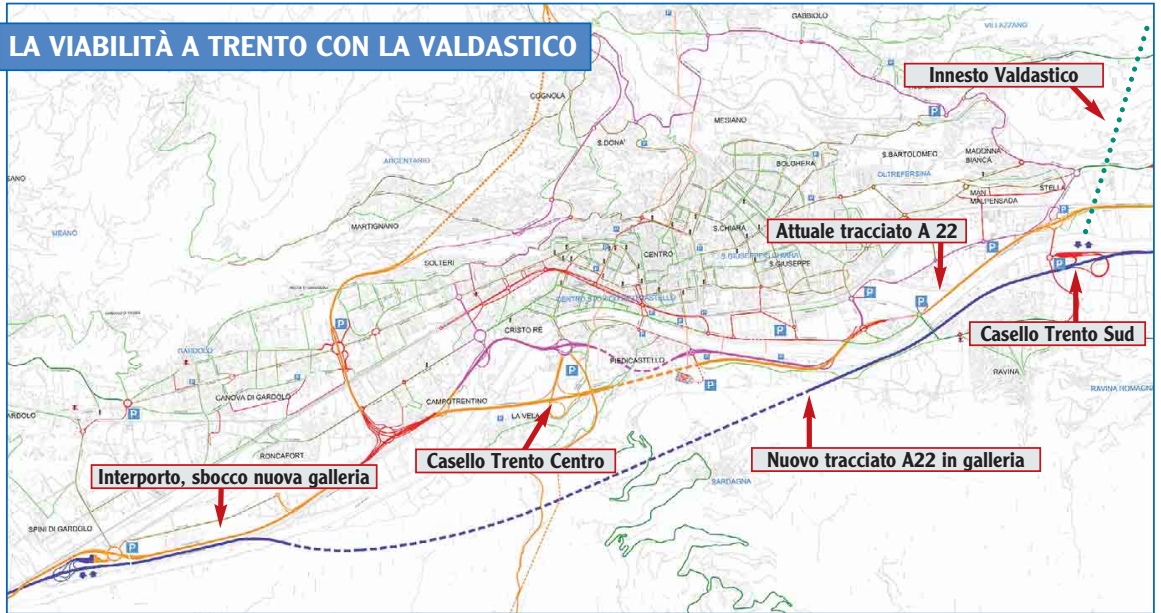 LA VIABILITÀ A TRENTO CON LA VALDASTICO
GABBIOLO
VILLAZZANO
Innesto Valdastico
COGNOLA
P
MESIANO
S.DONA'
S.BARTOLOMEO
MADONNA
BIANCA
ARGENTARIO
BOLGHERA
OLTREFERSINA
STELLA
MAN
MALPENSADA
MEANO
MARTIGNANO
S.CHIARA
Attuale tracciato A 22
SOLTERI
CENTRO
S.GIUSEPPE
P
P
P
P
CRISTO RE
Casello Trento Sud
GARDOLO
PIEDICASTELLO
RAVINA
P
P
P
P
RAVINA ROMAGNA
CANOVA DI GARDOLO
CAMPOTRENTINO
LA VELA
P
GARDOLO
RONCAFORT
Casello Trento Centro
Nuovo tracciato A22 in galleria
Interporto, sbocco nuova galleria
SARDAGNA
SPINI DI GARDOLO
P